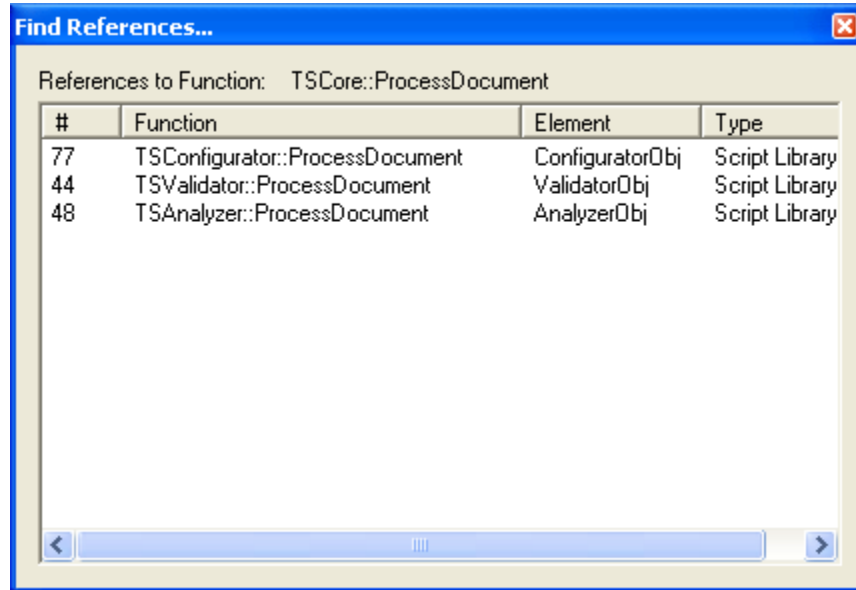 Find References...
References to Function: TSCore::ProcessDocument
# Function Element Type
77 TSConfigurator::ProcessDocument ConfiguratorObj Script Library
44 TSValidator::ProcessDocument ValidatorObj Script Library
48 TSAnalyzer::ProcessDocument AnalyzerObj Script Library